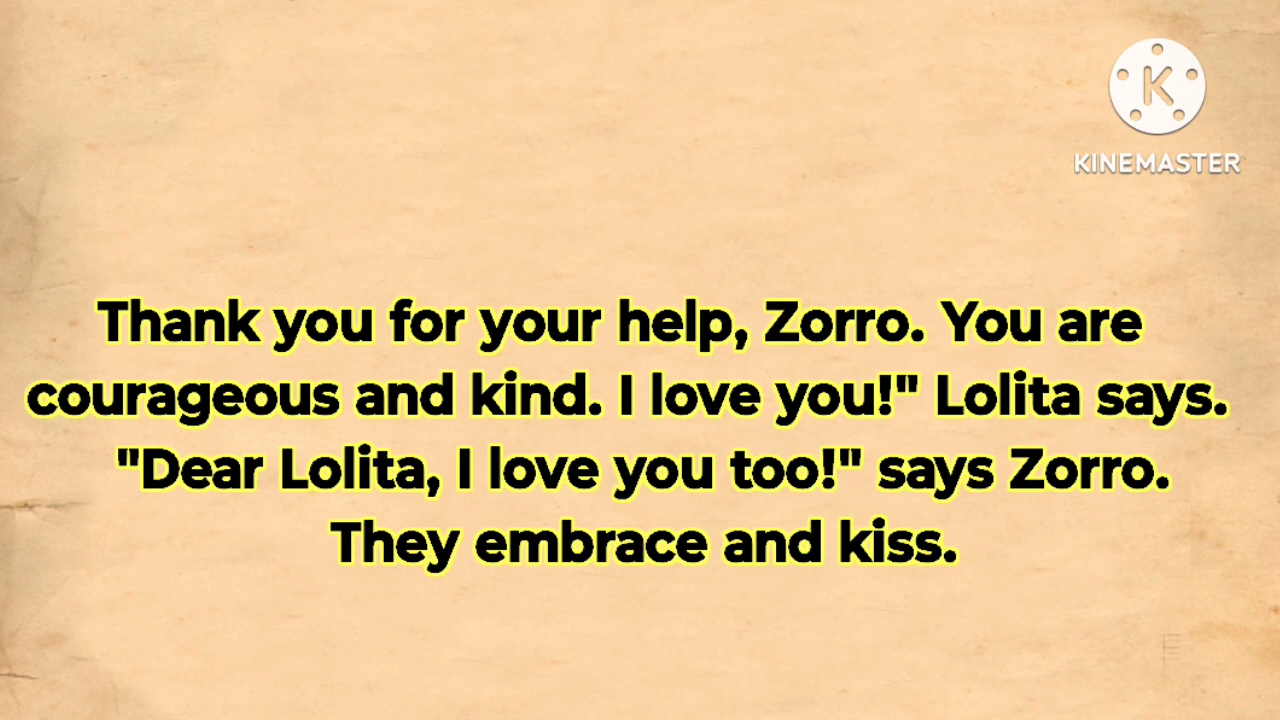 K
KINEMASTER
Thank you for your help, Zorro. You are
courageous and kind. I love you!" Lolita says.
"Dear Lolita, I love you too!" says Zorro.
They embrace and kiss.